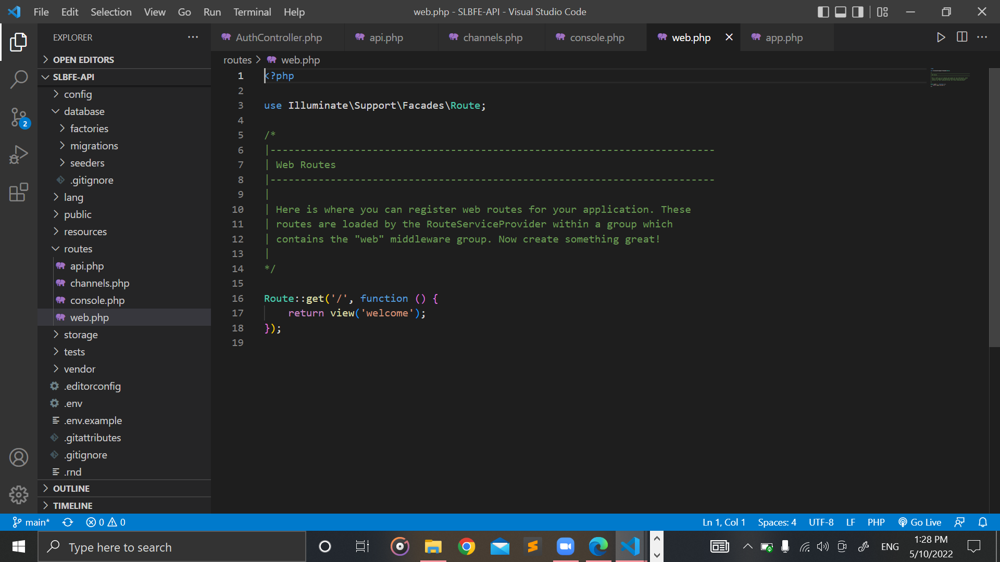 File Edit Selection View Go Run Terminal Help
web.php - SLBFE-API - Visual Studio Code
EXPLORER
OPEN EDITORS
SLBFE-API
config
database
factories
migrations
seeders
.gitignore
lang
public
resources
routes
api.php
channels.php
console.php
web.php
storage
tests
vendor
.editorconfig
.env
.env.example
.gitattributes
.gitignore
.rnd
OUTLINE
TIMELINE
2
AuthController.php api.php channels.php console.php web.php app.php
routes > web.php
1 <?php
2
3 use Illuminate\Support\Facades\Route;
4
5 /*
6 |--------------------------------------------------------------------------
7 | Web Routes
8 |--------------------------------------------------------------------------
9 |
10 | Here is where you can register web routes for your application. These
11 | routes are loaded by the RouteServiceProvider within a group which
12 | contains the "web" middleware group. Now create something great!
13 |
14 */
15
16 Route::get('/', function () {
17     return view('welcome');
18 });
19
main* 0 0 Ln 1, Col 1 Spaces: 4 UTF-8 LF PHP Go Live
Type here to search
ENG
1:28 PM
5/10/2022